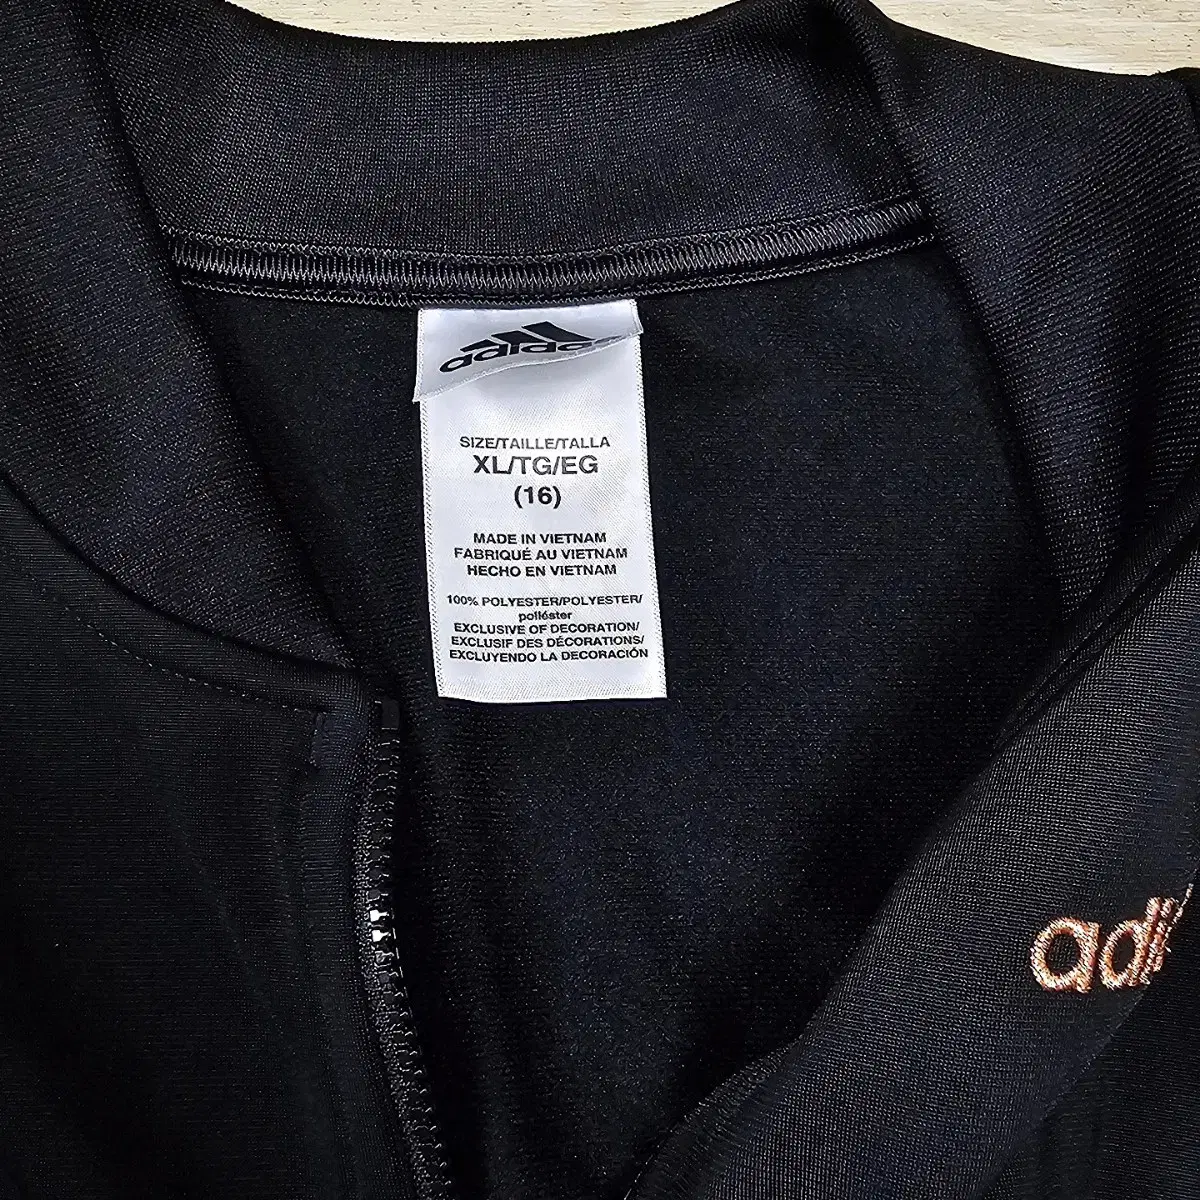 adidas
SIZE/TAILLE/TALLA
XL/TG/EG
(16)
MADE IN VIETNAM
FABRIQUÉ AU VIETNAM
HECHO EN VIETNAM
100% POLYESTER/POLYESTER/
poliéster
EXCLUSIVE OF DECORATION/
EXCLUSIF DES DÉCORATIONS/
EXCLUYENDO LA DECORACIÓN
adi